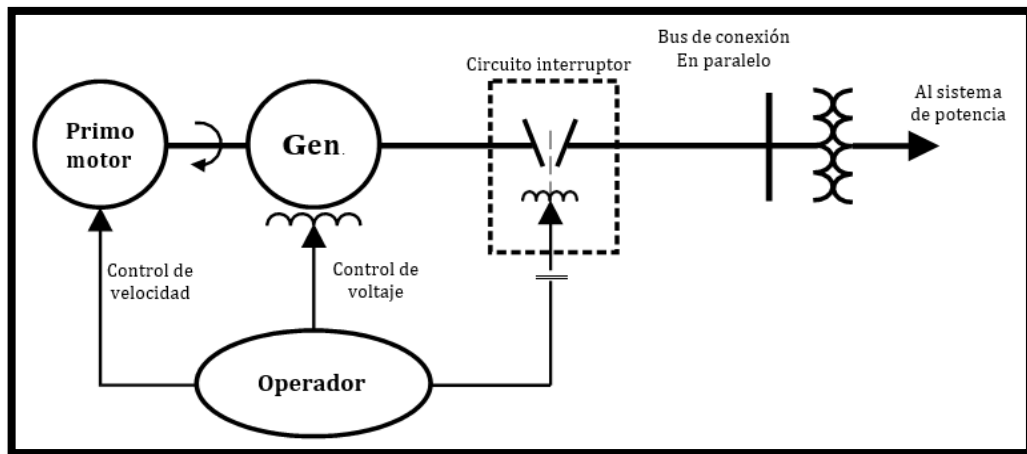 Bus de conexión
En paralelo
Circuito interruptor
Al sistema
de potencia
Primo
motor
Gen.
Control de
velocidad
Control de
voltaje
Operador